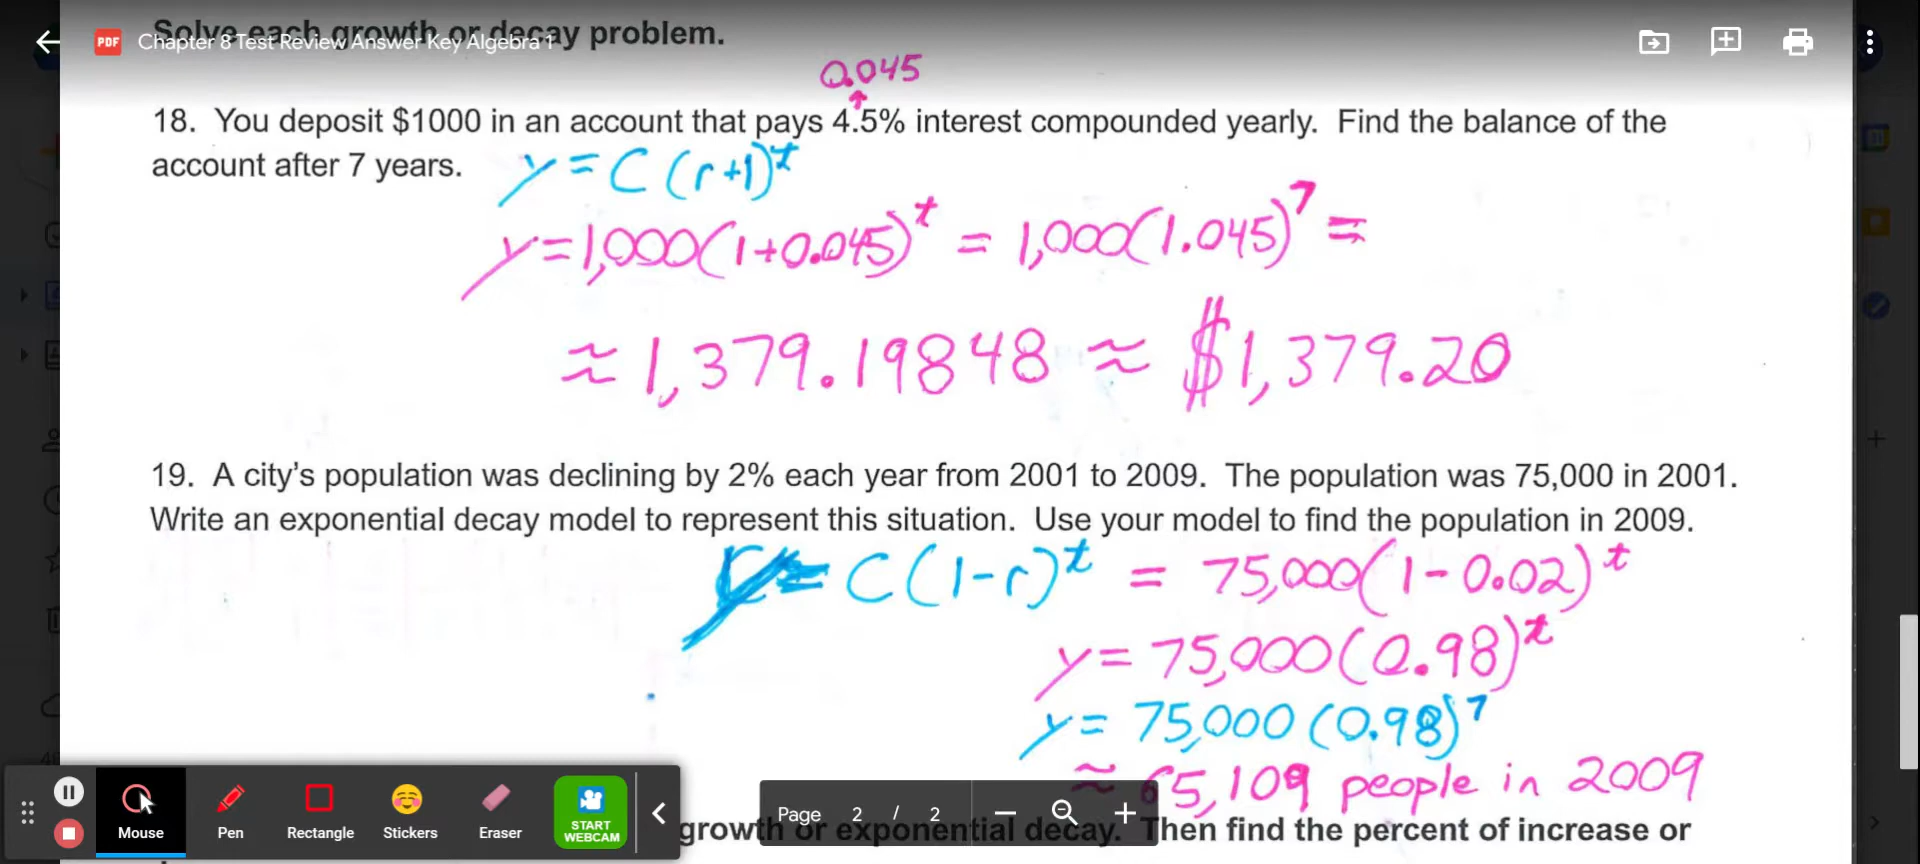 Solve each growth or decay problem.
Chapter 8 Test Review Answer Key Algebra 1
PDF
0.045
18. You deposit $1000 in an account that pays 4.5% interest compounded yearly. Find the balance of the
account after 7 years.
y = C (r+1)^t
y = 1,000(1+0.045)^t = 1,000(1.045)^7 =
≈ 1,379.19848 ≈ $1,379.20
19. A city's population was declining by 2% each year from 2001 to 2009. The population was 75,000 in 2001.
Write an exponential decay model to represent this situation. Use your model to find the population in 2009.
= C(1-r)^t = 75,000(1-0.02)^t
y = 75,000(0.98)^t
y = 75,000(0.98)^7
≈ 65,109 people in 2009
growth or exponential decay. Then find the percent of increase or
Mouse
Pen
Rectangle
Stickers
Eraser
START
WEBCAM
Page 2 / 2